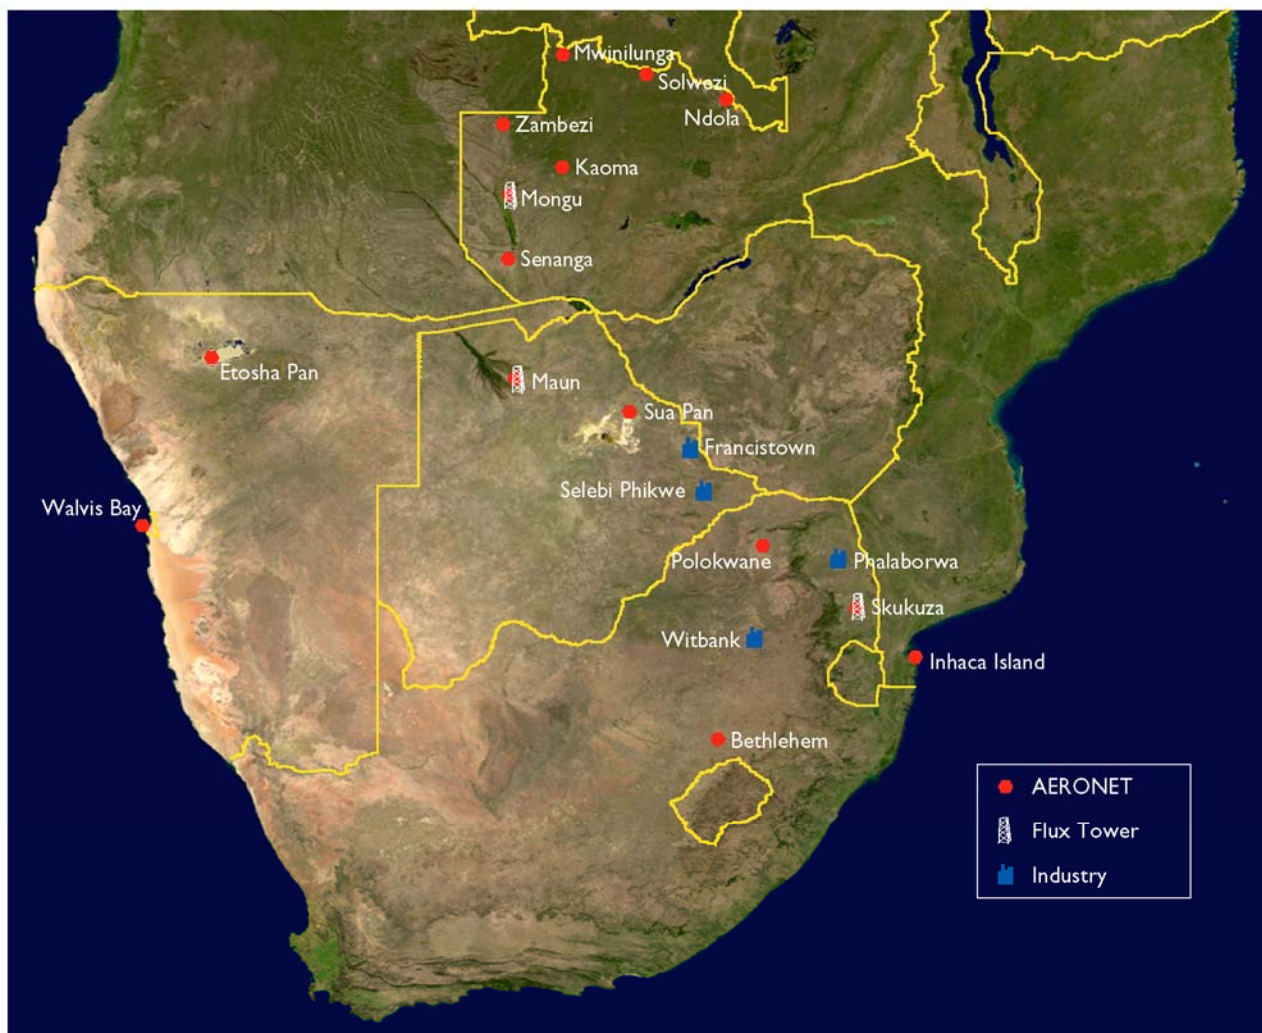 Mwinilunga
Solwezi
Ndola
Zambezi
Kaoma
Mongu
Senanga
Etosha Pan
Maun
Sua Pan
Francistown
Selebi Phikwe
Walvis Bay
Polokwane
Phalaborwa
Skukuza
Witbank
Inhaca Island
Bethlehem
AERONET
Flux Tower
Industry